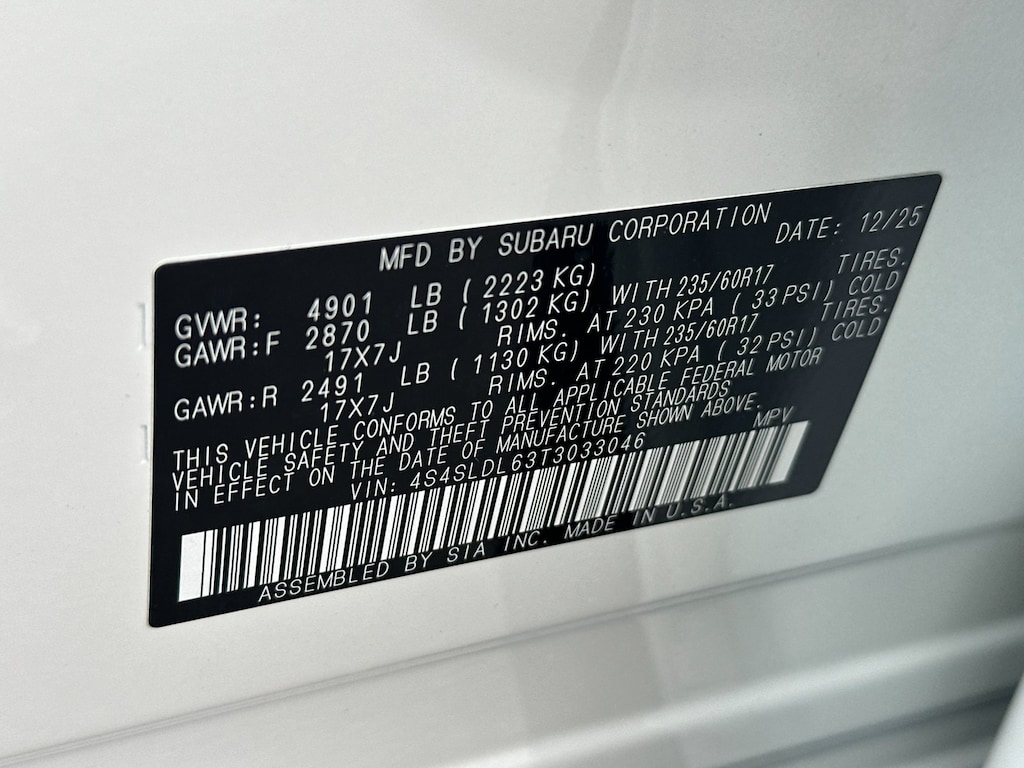 MFD BY SUBARU CORPORATION DATE: 12/25
GVWR: 4901 LB ( 2223 KG)
GAWR:F 2870 LB ( 1302 KG) WITH 235/60R17 TIRES.
17X7J RIMS. AT 230 KPA ( 33 PSI) COLD
GAWR:R 2491 LB ( 1130 KG) WITH 235/60R17 TIRES.
17X7J RIMS. AT 220 KPA ( 32 PSI) COLD
THIS VEHICLE CONFORMS TO ALL APPLICABLE FEDERAL MOTOR
VEHICLE SAFETY AND THEFT PREVENTION STANDARDS
IN EFFECT ON THE DATE OF MANUFACTURE SHOWN ABOVE.
VIN: 4S4SLDL63T3033046 MPV
ASSEMBLED BY SIA INC. MADE IN U.S.A.